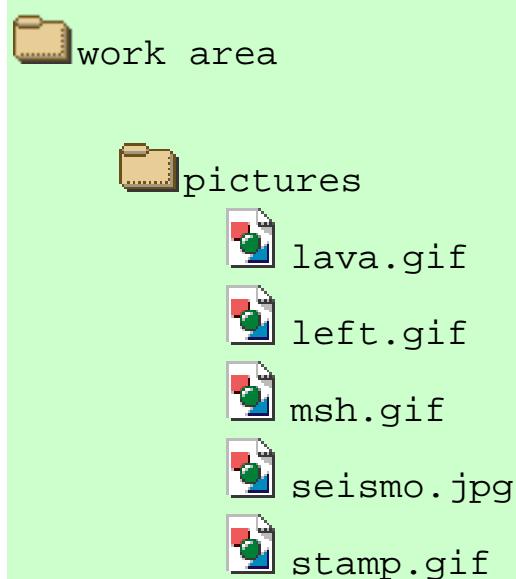 work area
pictures
lava.gif
left.gif
msh.gif
seismo.jpg
stamp.gif